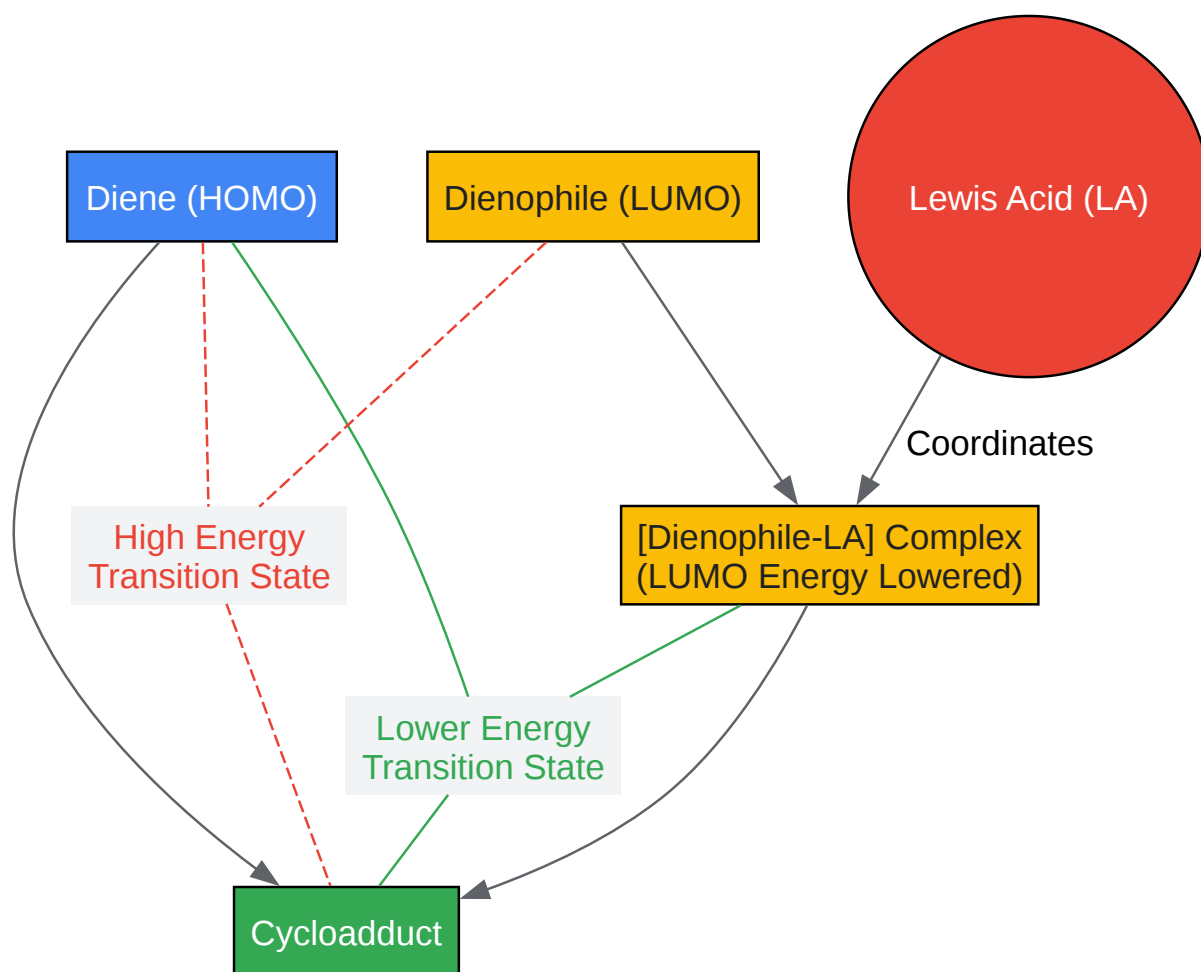 Diene (HOMO)
Dienophile (LUMO)
Lewis Acid (LA)
Coordinates
High Energy
Transition State
[Dienophile-LA] Complex
(LUMO Energy Lowered)
Lower Energy
Transition State
Cycloadduct